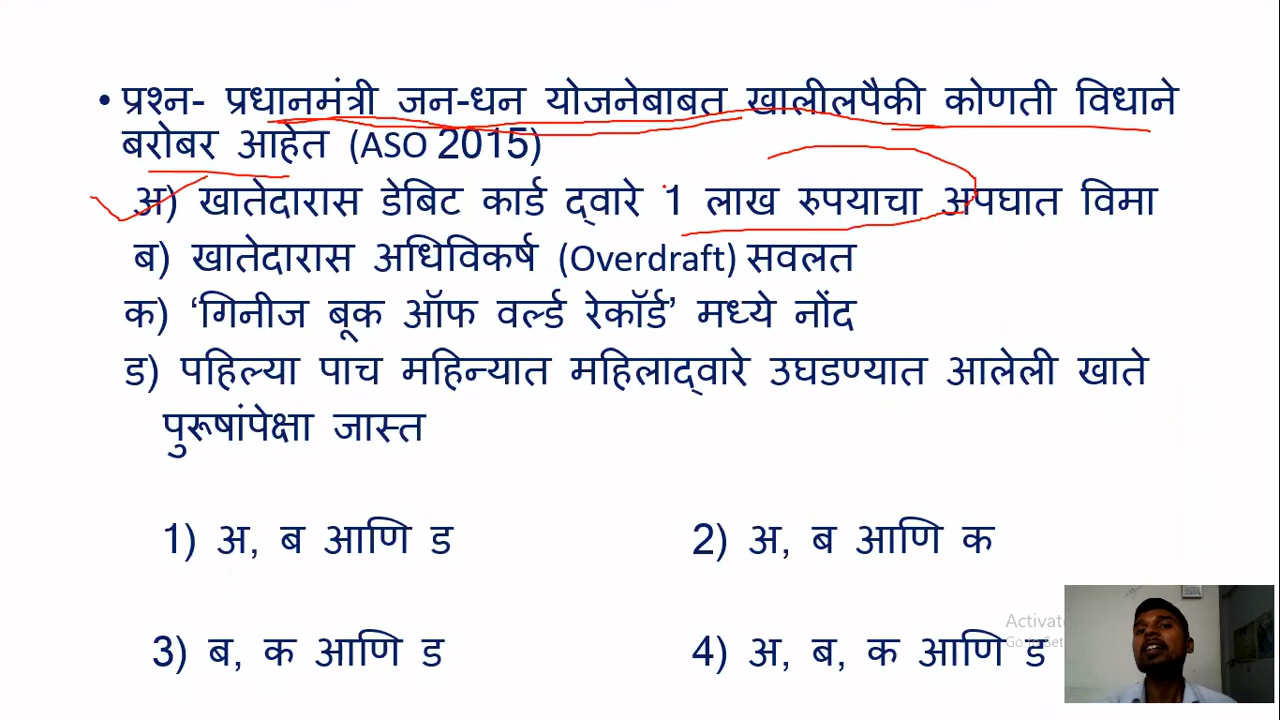 • प्रश्न- प्रधानमंत्री जन-धन योजनेबाबत खालीलपैकी कोणती विधाने
बरोबर आहेत (ASO 2015)
अ) खातेदारास डेबिट कार्ड द्वारे 1 लाख रुपयाचा अपघात विमा
ब) खातेदारास अधिविकर्ष (Overdraft) सवलत
क) ‘गिनीज बूक ऑफ वर्ल्ड रेकॉर्ड’ मध्ये नोंद
ड) पहिल्या पाच महिन्यात महिलाद्वारे उघडण्यात आलेली खाते
पुरूषांपेक्षा जास्त
1) अ, ब आणि ड
2) अ, ब आणि क
3) ब, क आणि ड
4) अ, ब, क आणि ड